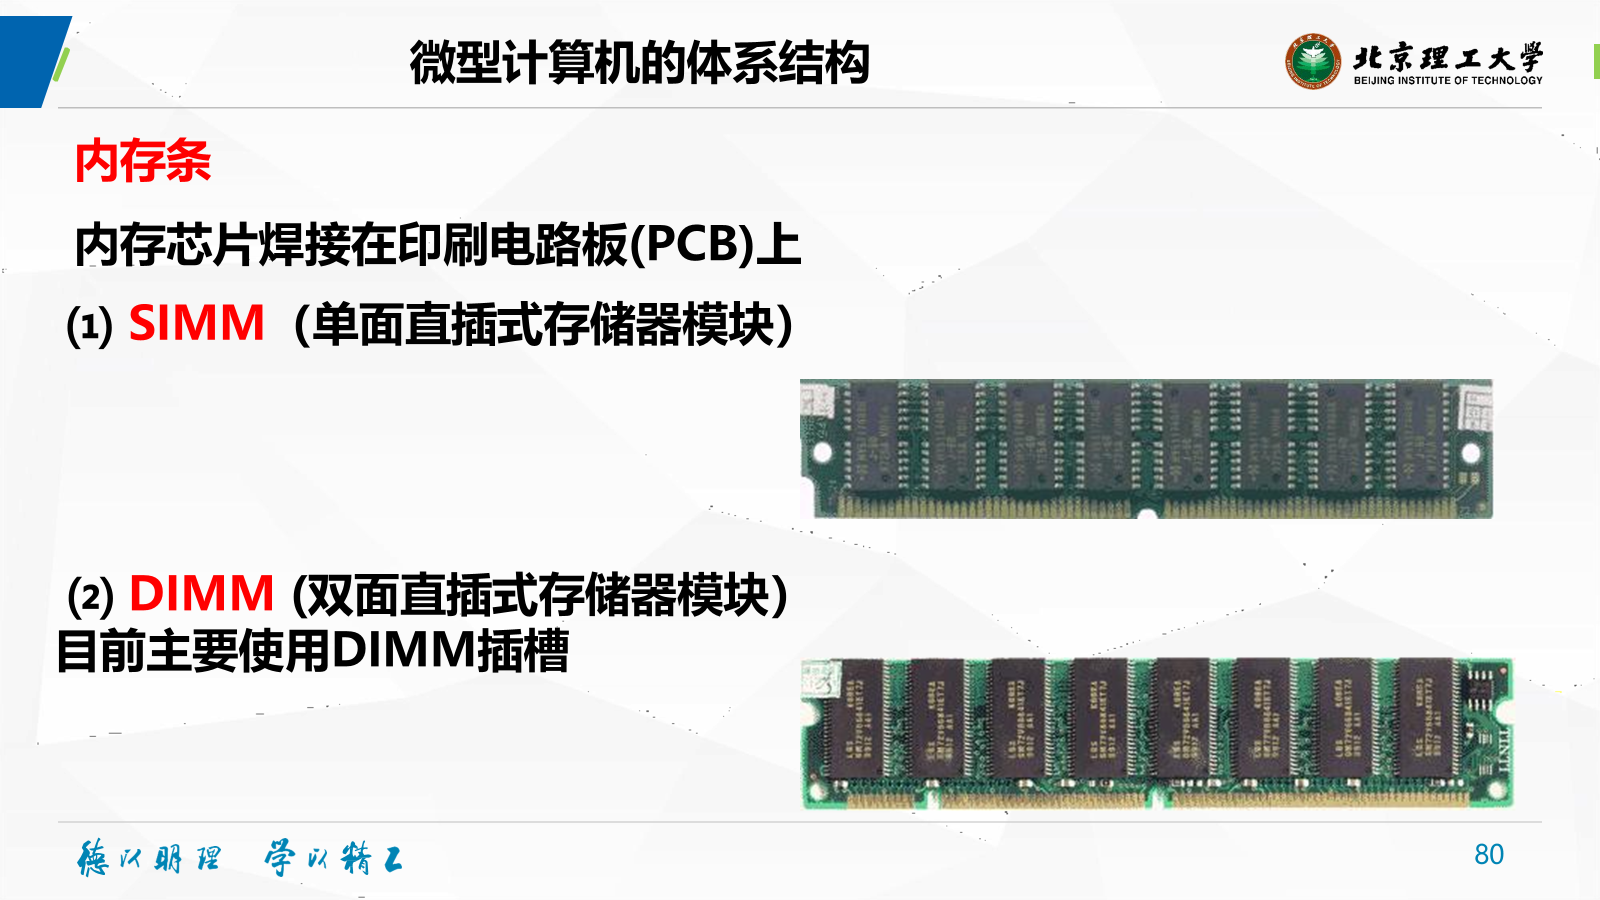 微型计算机的体系结构
北京理工大学
BEIJING INSTITUTE OF TECHNOLOGY
内存条
内存芯片焊接在印刷电路板(PCB)上
⑴ SIMM（单面直插式存储器模块）
⑵ DIMM (双面直插式存储器模块）
目前主要使用DIMM插槽
德以明理 学以精工
80